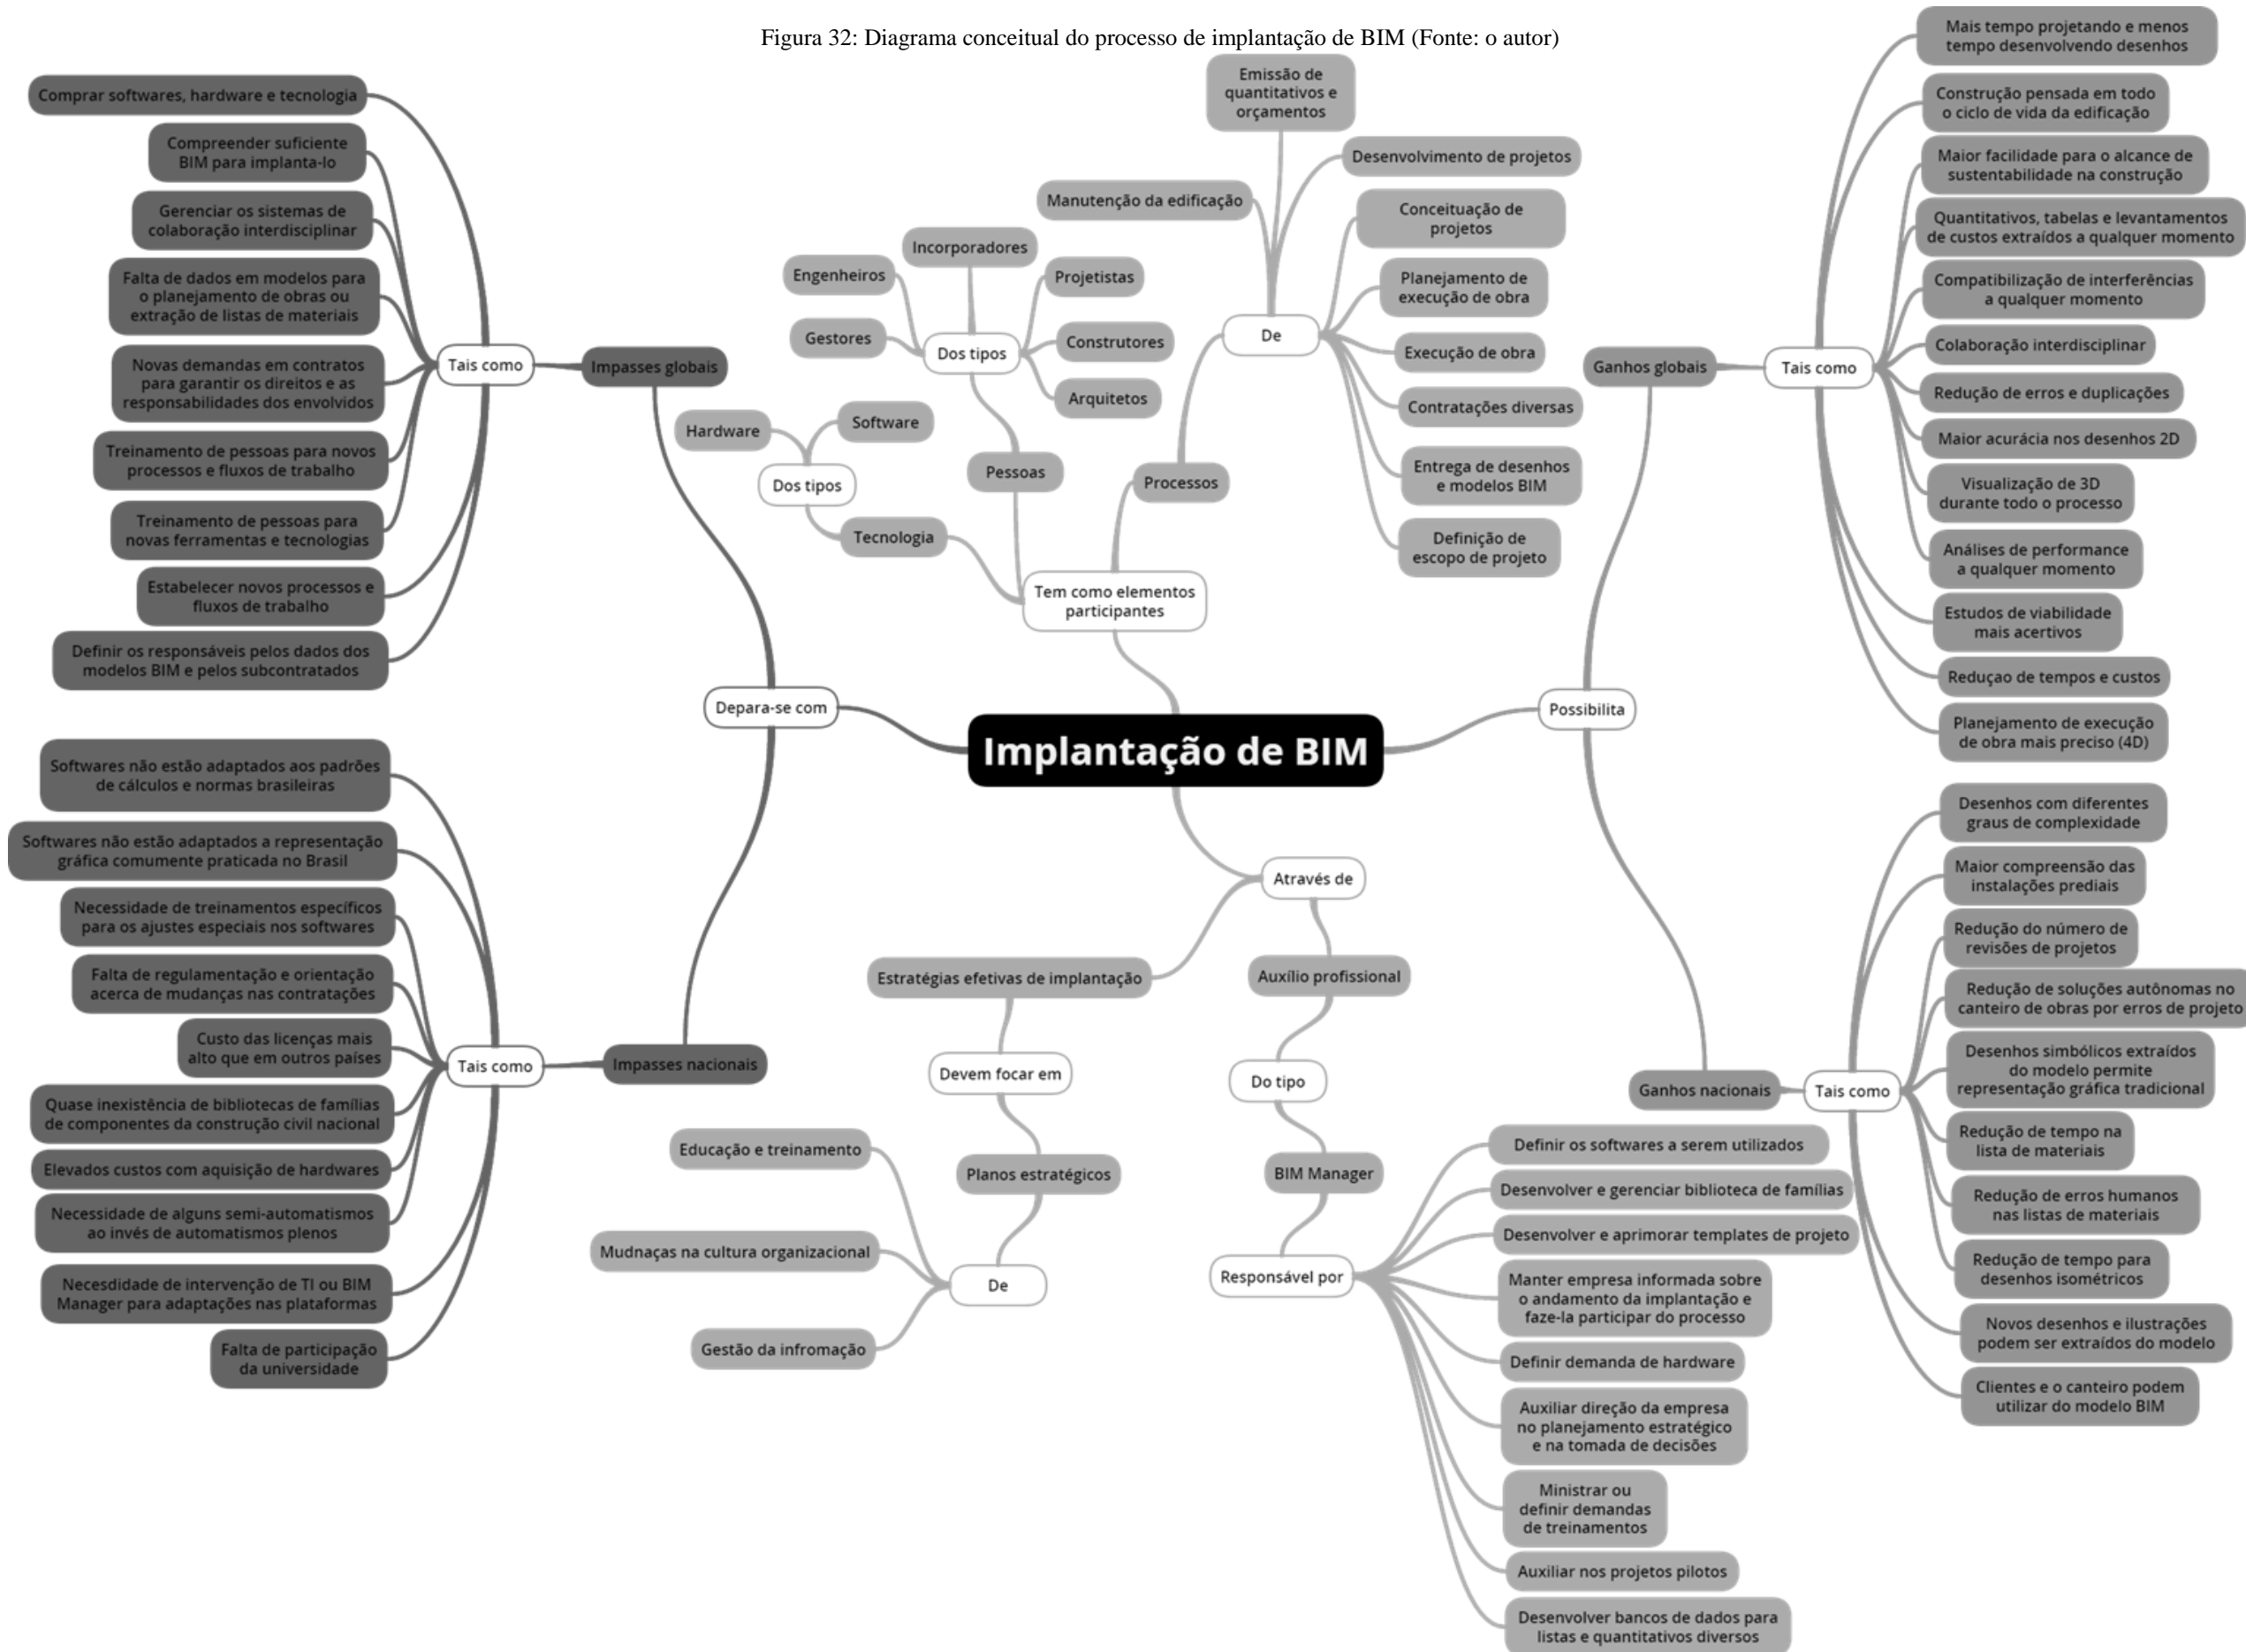 Figura 32: Diagrama conceitual do processo de implantação de BIM (Fonte: o autor)
Implantação de BIM
Depara-se com
Impasses globais
Tais como
Comprar softwares, hardware e tecnologia
Compreender suficiente
BIM para implanta-lo
Gerenciar os sistemas de
colaboração interdisciplinar
Falta de dados em modelos para
o planejamento de obras ou
extração de listas de materiais
Novas demandas em contratos
para garantir os direitos e as
responsabilidades dos envolvidos
Treinamento de pessoas para novos
processos e fluxos de trabalho
Treinamento de pessoas para
novas ferramentas e tecnologias
Estabelecer novos processos e
fluxos de trabalho
Definir os responsáveis pelos dados dos
modelos BIM e pelos subcontratados
Impasses nacionais
Tais como
Softwares não estão adaptados aos padrões
de cálculos e normas brasileiras
Softwares não estão adaptados a representação
gráfica comumente praticada no Brasil
Necessidade de treinamentos específicos
para os ajustes especiais nos softwares
Falta de regulamentação e orientação
acerca de mudanças nas contratações
Custo das licenças mais
alto que em outros países
Quase inexistência de bibliotecas de famílias
de componentes da construção civil nacional
Elevados custos com aquisição de hardwares
Necessidade de alguns semi-automatismos
ao invés de automatismos plenos
Necesdidade de intervenção de TI ou BIM
Manager para adaptações nas plataformas
Falta de participação
da universidade
Tem como elementos
participantes
Tecnologia
Dos tipos
Hardware
Software
Pessoas
Dos tipos
Gestores
Engenheiros
Incorporadores
Projetistas
Construtores
Arquitetos
Processos
De
Manutenção da edificação
Emissão de
quantitativos e
orçamentos
Desenvolvimento de projetos
Conceituação de
projetos
Planejamento de
execução de obra
Execução de obra
Contratações diversas
Entrega de desenhos
e modelos BIM
Definição de
escopo de projeto
Possibilita
Ganhos globais
Tais como
Mais tempo projetando e menos
tempo desenvolvendo desenhos
Construção pensada em todo
o ciclo de vida da edificação
Maior facilidade para o alcance de
sustentabilidade na construção
Quantitativos, tabelas e levantamentos
de custos extraídos a qualquer momento
Compatibilização de interferências
a qualquer momento
Colaboração interdisciplinar
Redução de erros e duplicações
Maior acurácia nos desenhos 2D
Visualização de 3D
durante todo o processo
Análises de performance
a qualquer momento
Estudos de viabilidade
mais acertivos
Reduçao de tempos e custos
Planejamento de execução
de obra mais preciso (4D)
Ganhos nacionais
Tais como
Desenhos com diferentes
graus de complexidade
Maior compreensão das
instalações prediais
Redução do número de
revisões de projetos
Redução de soluções autônomas no
canteiro de obras por erros de projeto
Desenhos simbólicos extraídos
do modelo permite
representação gráfica tradicional
Redução de tempo na
lista de materiais
Redução de erros humanos
nas listas de materiais
Redução de tempo para
desenhos isométricos
Novos desenhos e ilustrações
podem ser extraídos do modelo
Clientes e o canteiro podem
utilizar do modelo BIM
Através de
Estratégias efetivas de implantação
Devem focar em
Planos estratégicos
De
Educação e treinamento
Mudnaças na cultura organizacional
Gestão da infromação
Auxílio profissional
Do tipo
BIM Manager
Responsável por
Definir os softwares a serem utilizados
Desenvolver e gerenciar biblioteca de famílias
Desenvolver e aprimorar templates de projeto
Manter empresa informada sobre
o andamento da implantação e
faze-la participar do processo
Definir demanda de hardware
Auxiliar direção da empresa
no planejamento estratégico
e na tomada de decisões
Ministrar ou
definir demandas
de treinamentos
Auxiliar nos projetos pilotos
Desenvolver bancos de dados para
listas e quantitativos diversos